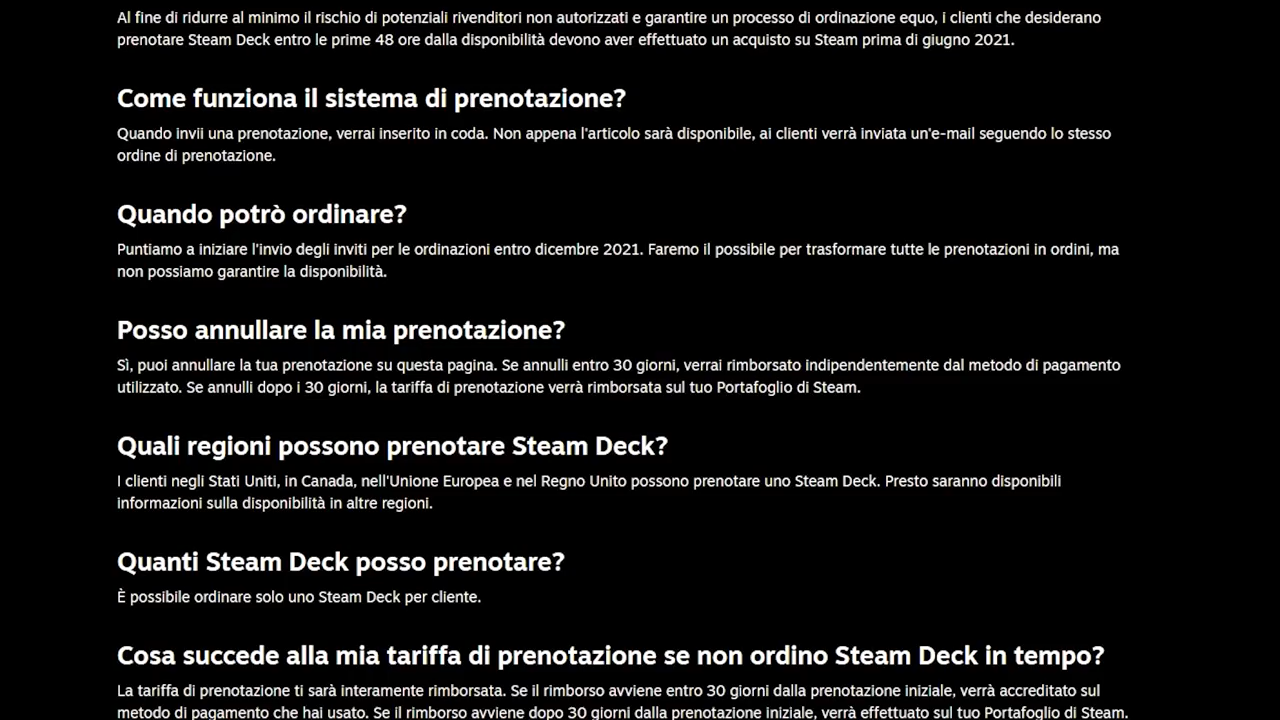 Al fine di ridurre al minimo il rischio di potenziali rivenditori non autorizzati e garantire un processo di ordinazione equo, i clienti che desiderano
prenotare Steam Deck entro le prime 48 ore dalla disponibilità devono aver effettuato un acquisto su Steam prima di giugno 2021.
Come funziona il sistema di prenotazione?
Quando invii una prenotazione, verrai inserito in coda. Non appena l'articolo sarà disponibile, ai clienti verrà inviata un'e-mail seguendo lo stesso
ordine di prenotazione.
Quando potrò ordinare?
Puntiamo a iniziare l'invio degli inviti per le ordinazioni entro dicembre 2021. Faremo il possibile per trasformare tutte le prenotazioni in ordini, ma
non possiamo garantire la disponibilità.
Posso annullare la mia prenotazione?
Sì, puoi annullare la tua prenotazione su questa pagina. Se annulli entro 30 giorni, verrai rimborsato indipendentemente dal metodo di pagamento
utilizzato. Se annulli dopo i 30 giorni, la tariffa di prenotazione verrà rimborsata sul tuo Portafoglio di Steam.
Quali regioni possono prenotare Steam Deck?
I clienti negli Stati Uniti, in Canada, nell'Unione Europea e nel Regno Unito possono prenotare uno Steam Deck. Presto saranno disponibili
informazioni sulla disponibilità in altre regioni.
Quanti Steam Deck posso prenotare?
È possibile ordinare solo uno Steam Deck per cliente.
Cosa succede alla mia tariffa di prenotazione se non ordino Steam Deck in tempo?
La tariffa di prenotazione ti sarà interamente rimborsata. Se il rimborso avviene entro 30 giorni dalla prenotazione iniziale, verrà accreditato sul
metodo di pagamento che hai usato. Se il rimborso avviene dopo 30 giorni dalla prenotazione iniziale, verrà effettuato sul tuo Portafoglio di Steam.